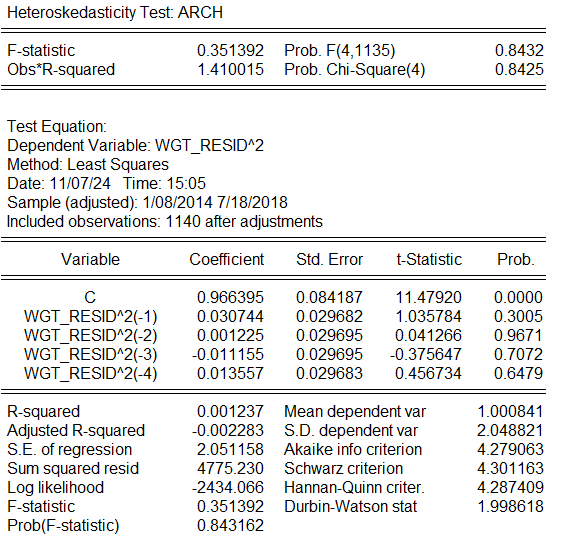 Heteroskedasticity Test: ARCH
F-statistic 0.351392 Prob. F(4,1135) 0.8432
Obs*R-squared 1.410015 Prob. Chi-Square(4) 0.8425
Test Equation:
Dependent Variable: WGT_RESID^2
Method: Least Squares
Date: 11/07/24 Time: 15:05
Sample (adjusted): 1/08/2014 7/18/2018
Included observations: 1140 after adjustments
Variable Coefficient Std. Error t-Statistic Prob.
C 0.966395 0.084187 11.47920 0.0000
WGT_RESID^2(-1) 0.030744 0.029682 1.035784 0.3005
WGT_RESID^2(-2) 0.001225 0.029695 0.041266 0.9671
WGT_RESID^2(-3) -0.011155 0.029695 -0.375647 0.7072
WGT_RESID^2(-4) 0.013557 0.029683 0.456734 0.6479
R-squared 0.001237 Mean dependent var 1.000841
Adjusted R-squared -0.002283 S.D. dependent var 2.048821
S.E. of regression 2.051158 Akaike info criterion 4.279063
Sum squared resid 4775.230 Schwarz criterion 4.301163
Log likelihood -2434.066 Hannan-Quinn criter. 4.287409
F-statistic 0.351392 Durbin-Watson stat 1.998618
Prob(F-statistic) 0.843162